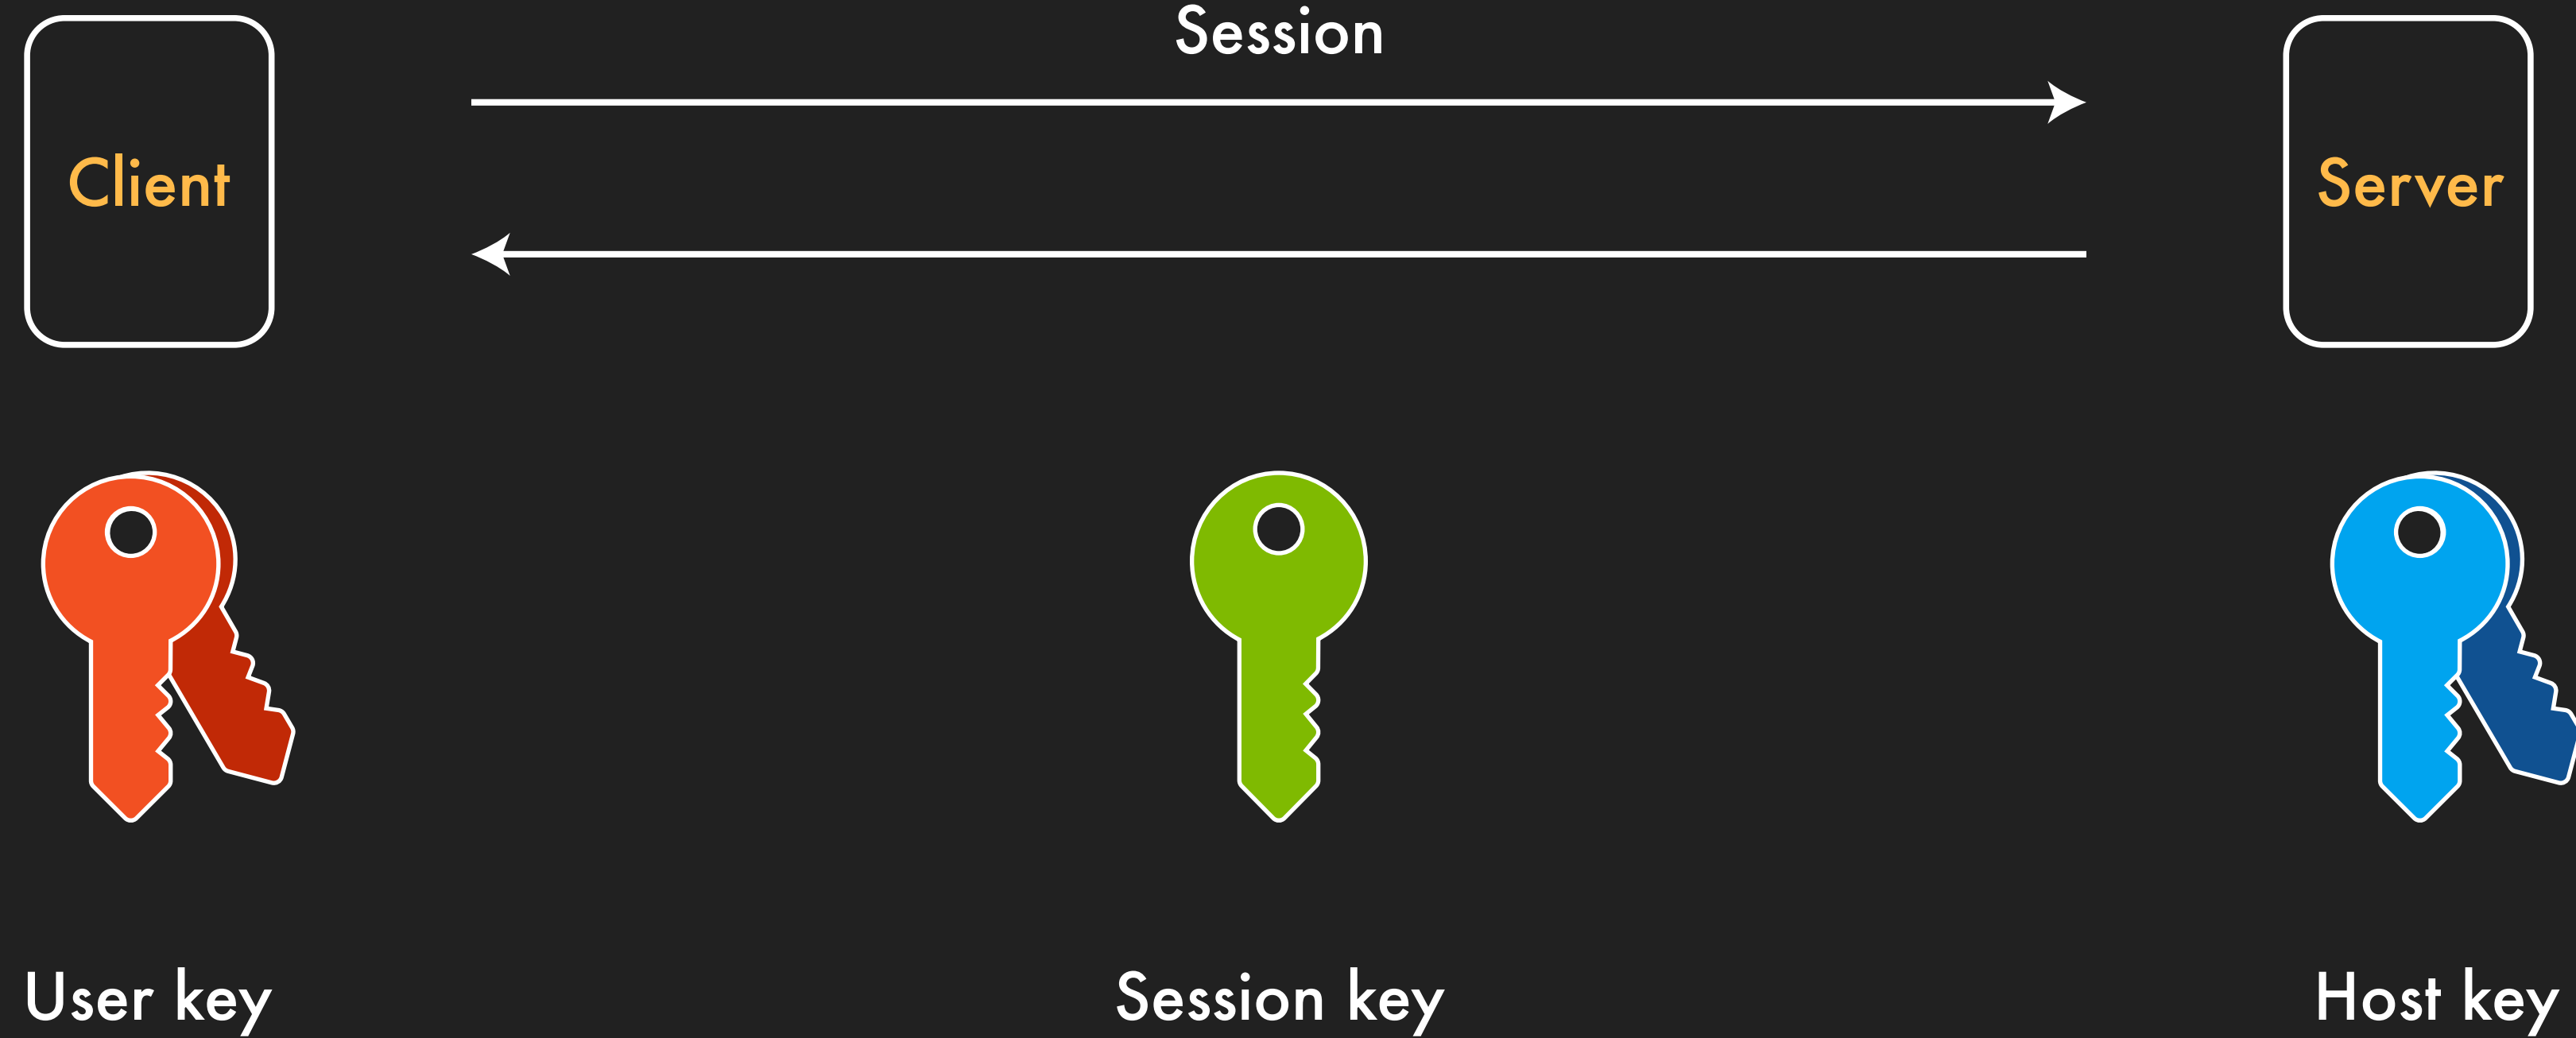 Session
Client
Server
User key
Session key
Host key